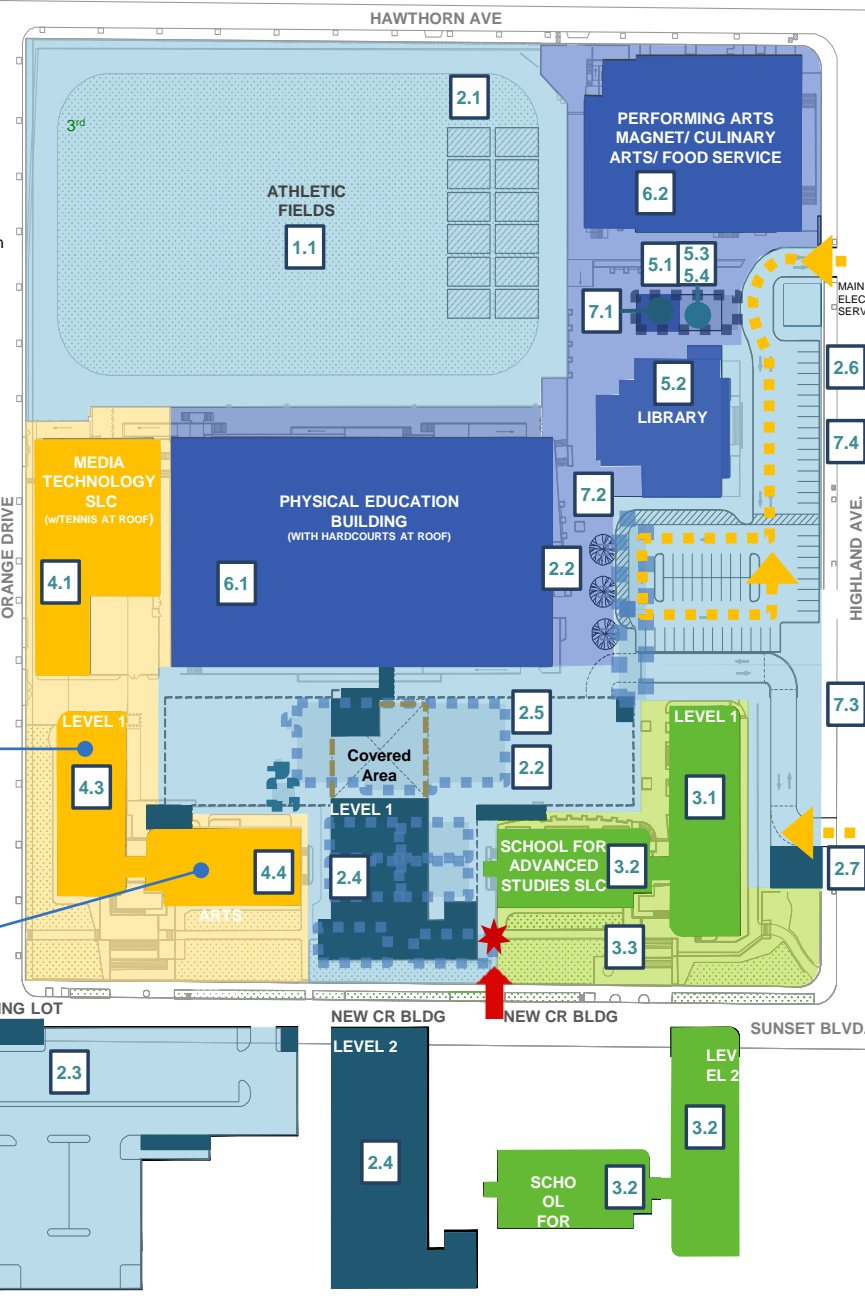 HAWTHORN AVE
2.1
3rd
PERFORMING ARTS
MAGNET/ CULINARY
ARTS/ FOOD SERVICE
6.2
ATHLETIC
FIELDS
1.1
5.1
5.3
5.4
7.1
MAIN
ELEC
SERV
2.6
5.2
LIBRARY
7.4
MEDIA
TECHNOLOGY
SLC
(w/TENNIS AT ROOF)
4.1
PHYSICAL EDUCATION
BUILDING
(WITH HARDCOURTS AT ROOF)
6.1
7.2
2.2
ORANGE DRIVE
HIGHLAND AVE.
7.3
LEVEL 1
4.3
Covered
Area
2.5
2.2
LEVEL 1
3.1
LEVEL 1
2.4
4.4
ARTS
SCHOOL FOR
ADVANCED
STUDIES SLC
3.2
2.7
3.3
ING LOT
NEW CR BLDG
NEW CR BLDG
SUNSET BLVD.
2.3
LEVEL 2
2.4
LEV
EL 2
3.2
SCHO
OL
FOR
3.2